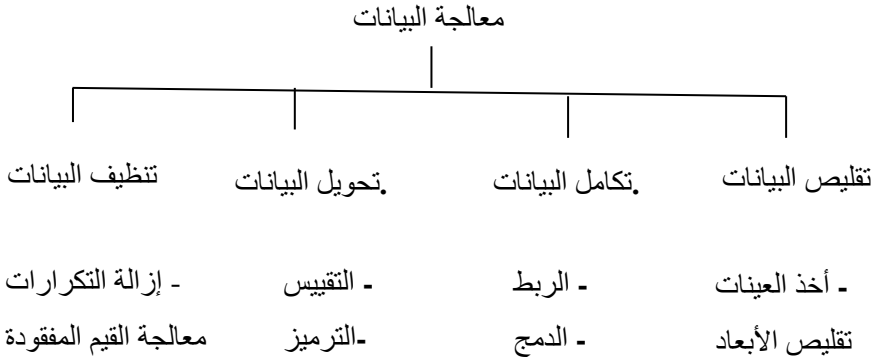 معالجة البيانات
تقليص البيانات
.تكامل البيانات
.تحويل البيانات
تنظيف البيانات
- أخذ العينات
- الربط
- التقييس
- إزالة التكرارات
تقليص الأبعاد
- الدمج
-الترميز
معالجة القيم المفقودة